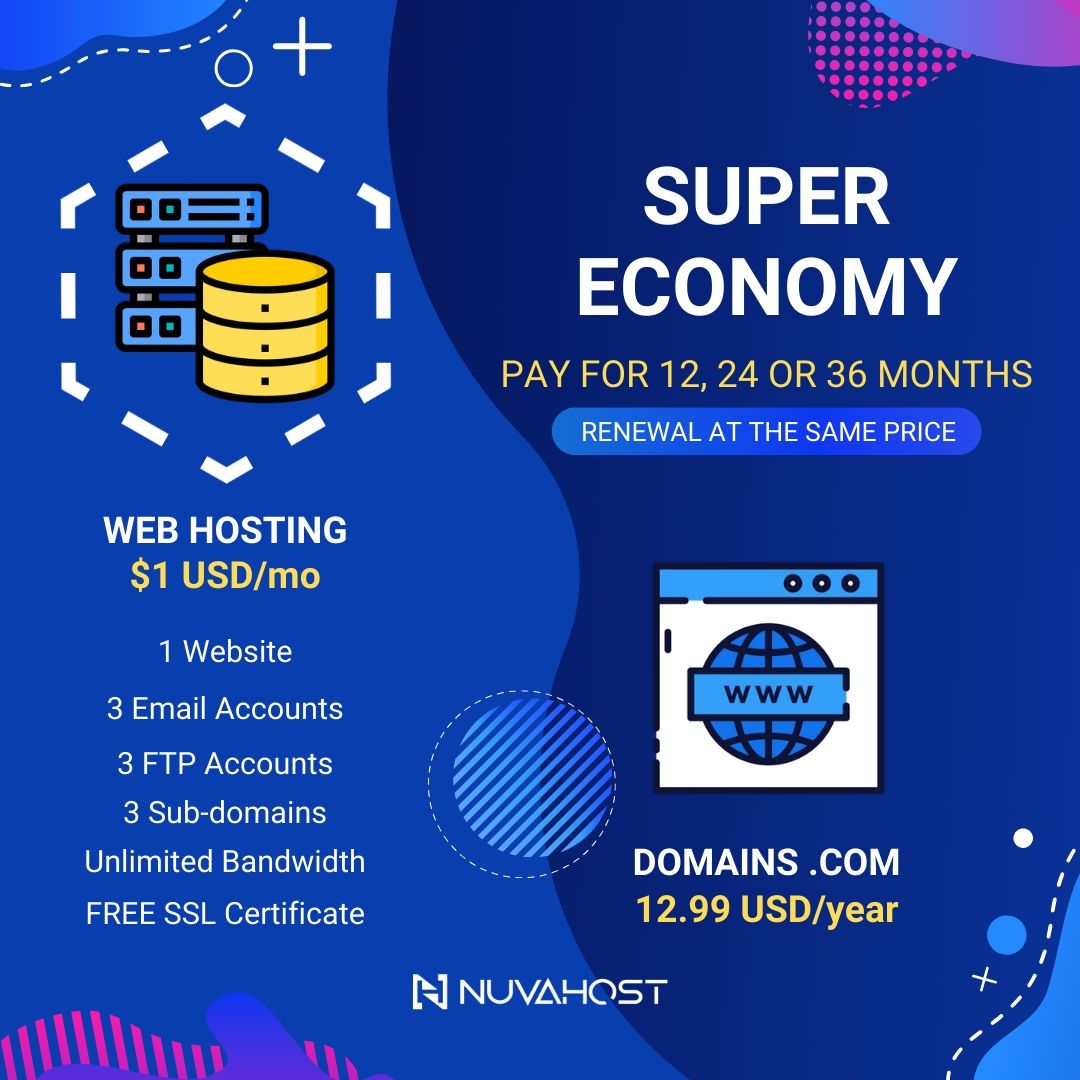 SUPER
ECONOMY
PAY FOR 12, 24 OR 36 MONTHS
RENEWAL AT THE SAME PRICE
WEB HOSTING
$1 USD/mo
1 Website
3 Email Accounts
3 FTP Accounts
3 Sub-domains
Unlimited Bandwidth
FREE SSL Certificate
WWW
DOMAINS .COM
12.99 USD/year
NUVAHOST